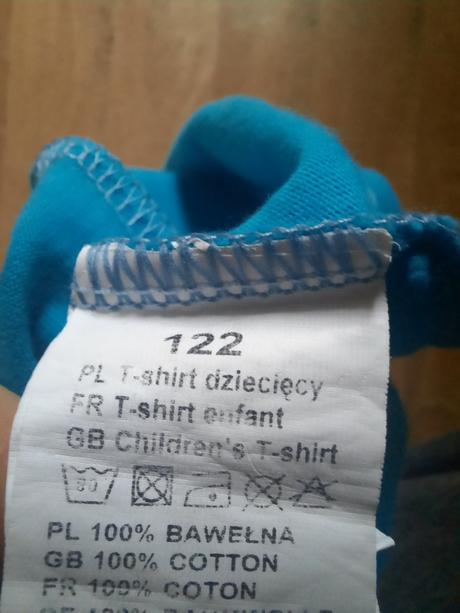 122
PL T-shirt dziecięcy
FR T-shirt enfant
GB Children's T-shirt
PL 100% BAWEŁNA
GB 100% COTTON
FR 100% COTON